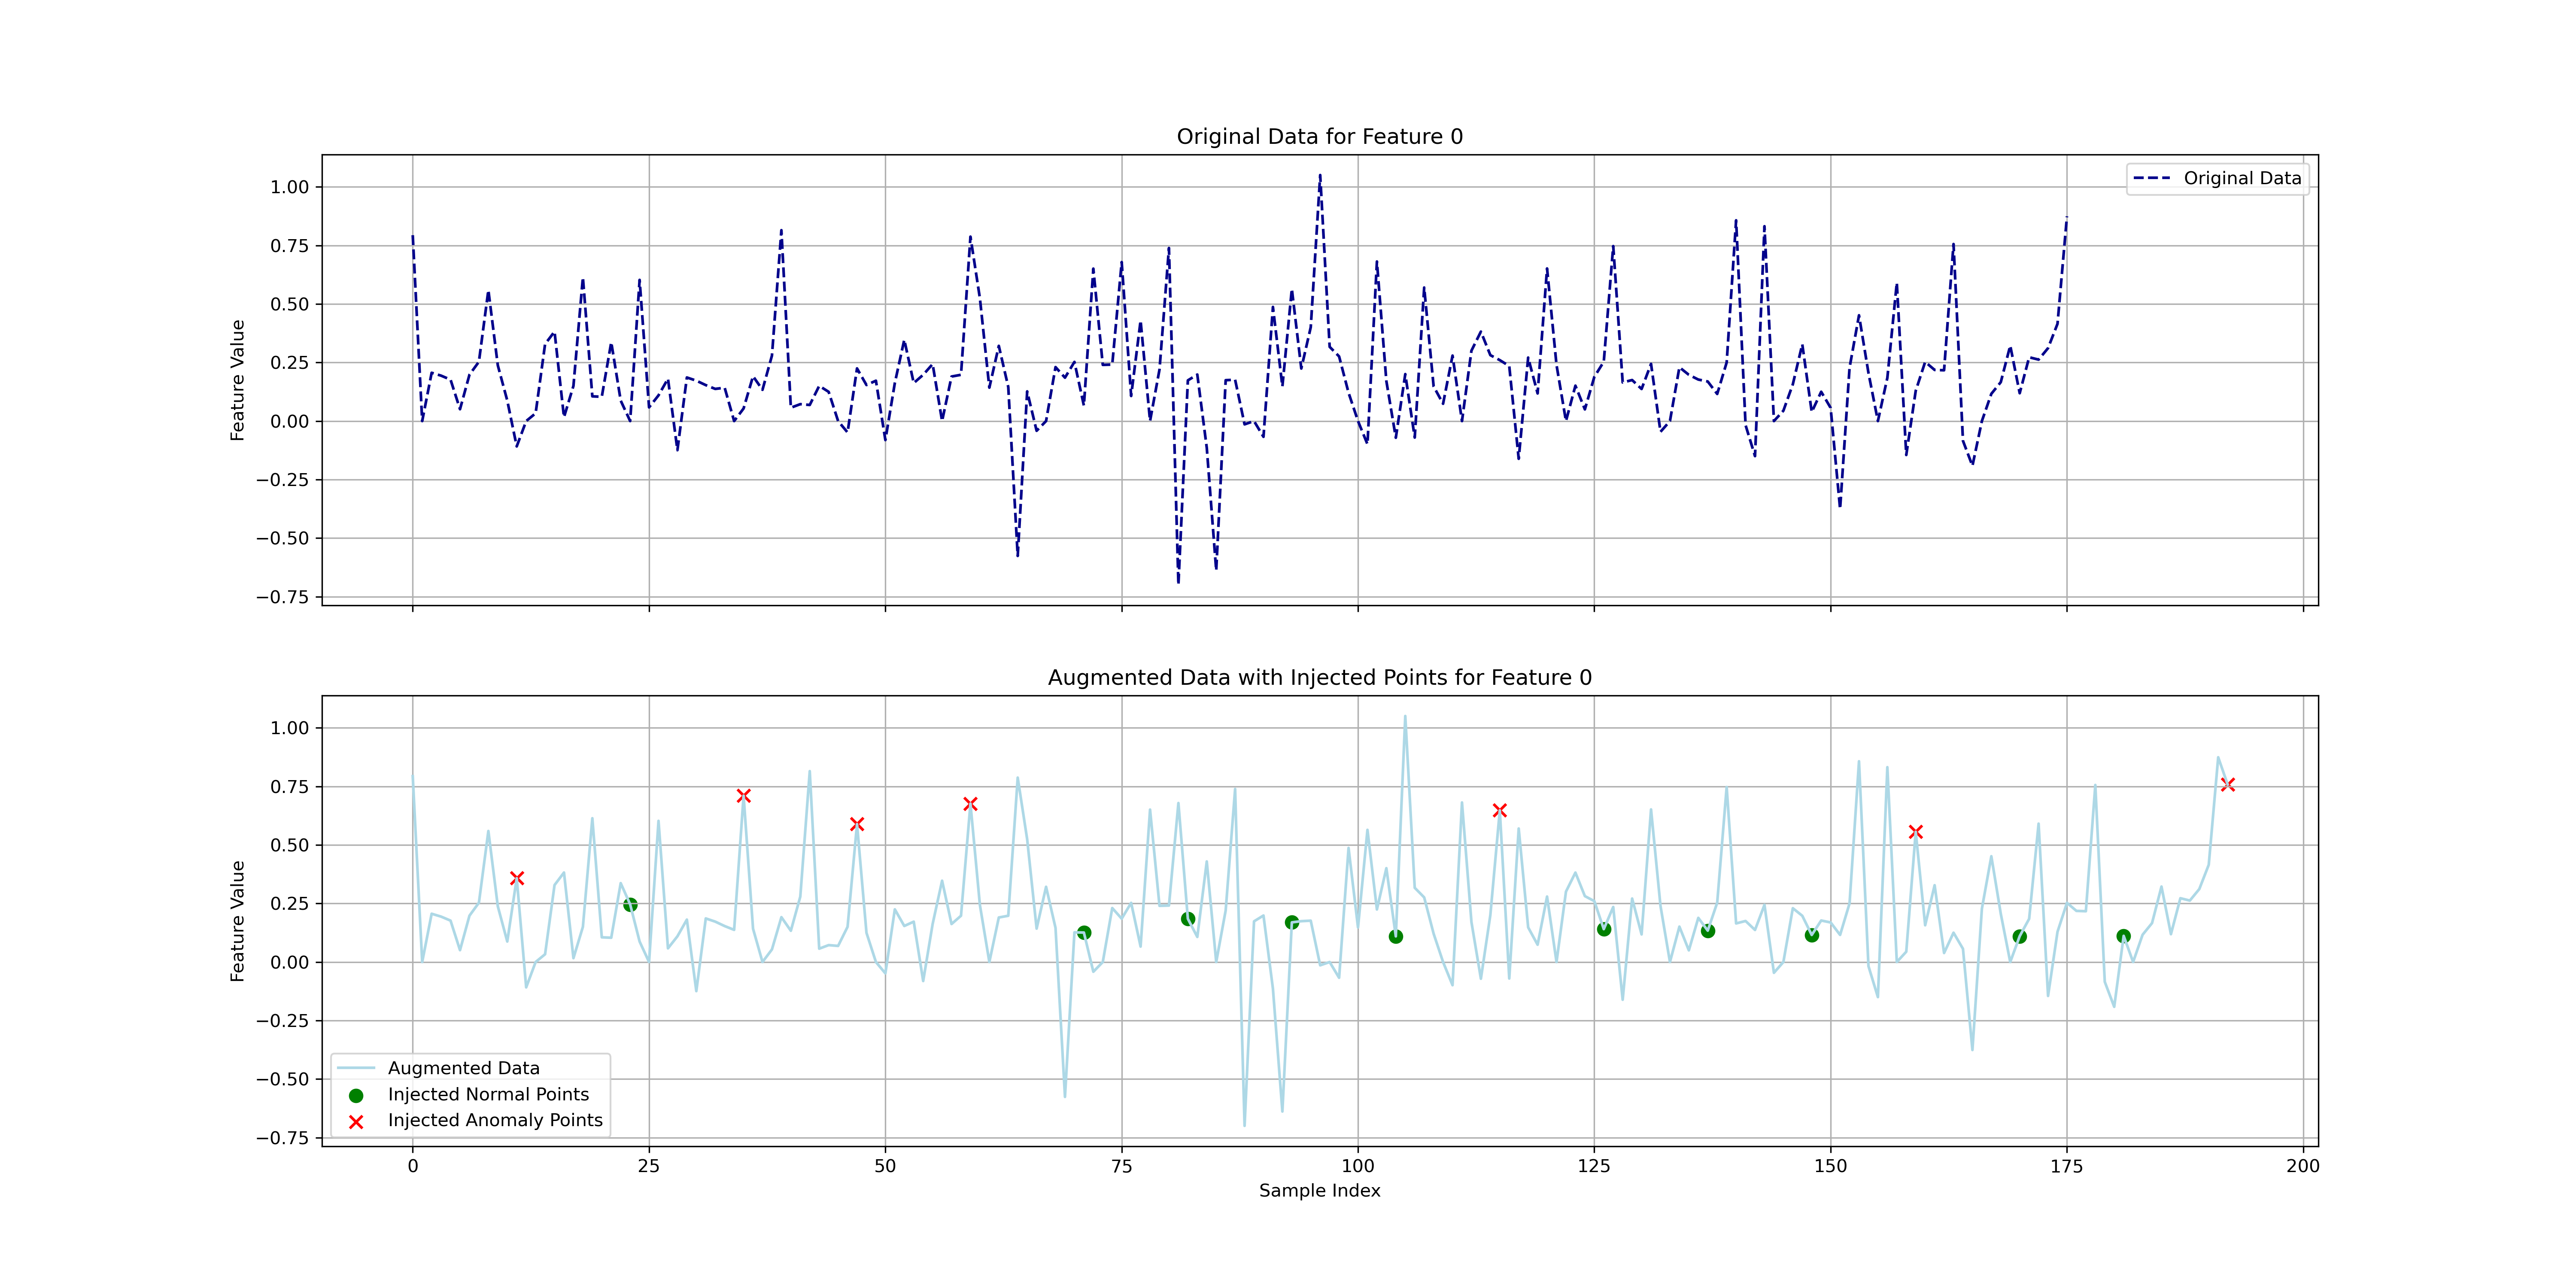 Original Data for Feature 0
Original Data
Feature Value
1.00
0.75
0.50
0.25
0.00
−0.25
−0.50
−0.75
Augmented Data with Injected Points for Feature 0
Feature Value
1.00
0.75
0.50
0.25
0.00
−0.25
−0.50
−0.75
Augmented Data
Injected Normal Points
Injected Anomaly Points
0 25 50 75 100 125 150 175 200
Sample Index